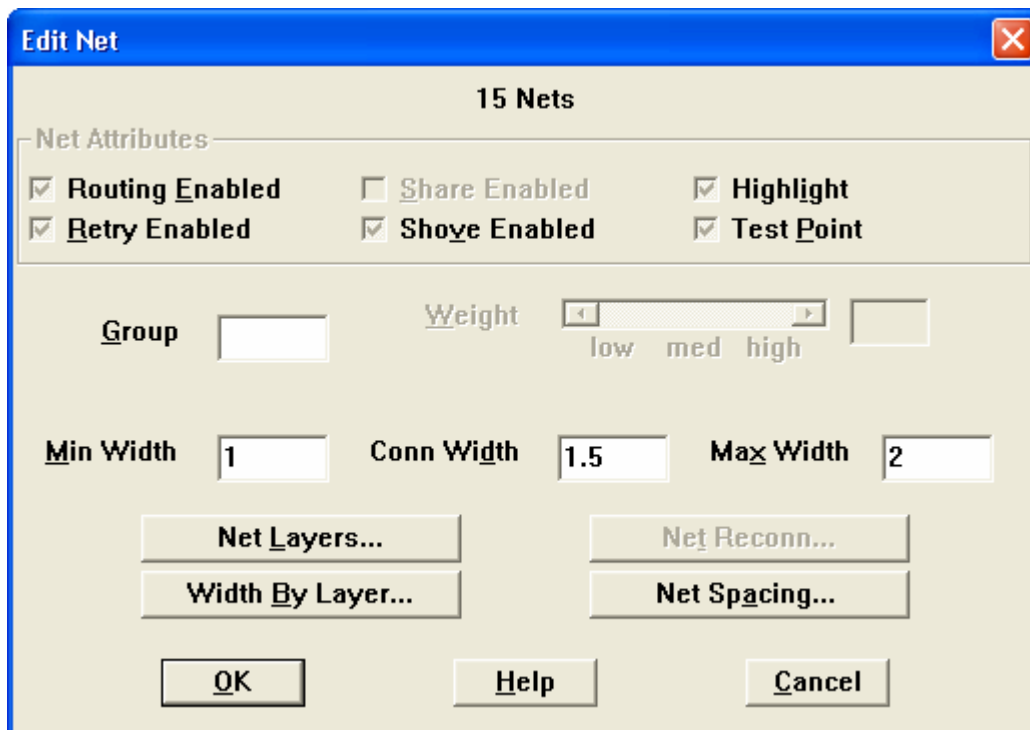 Edit Net
15 Nets
Net Attributes
Routing Enabled Share Enabled Highlight
Retry Enabled Shove Enabled Test Point
Group Weight
low med high
Min Width 1 Conn Width 1.5 Max Width 2
Net Layers... Net Reconn...
Width By Layer... Net Spacing...
OK Help Cancel